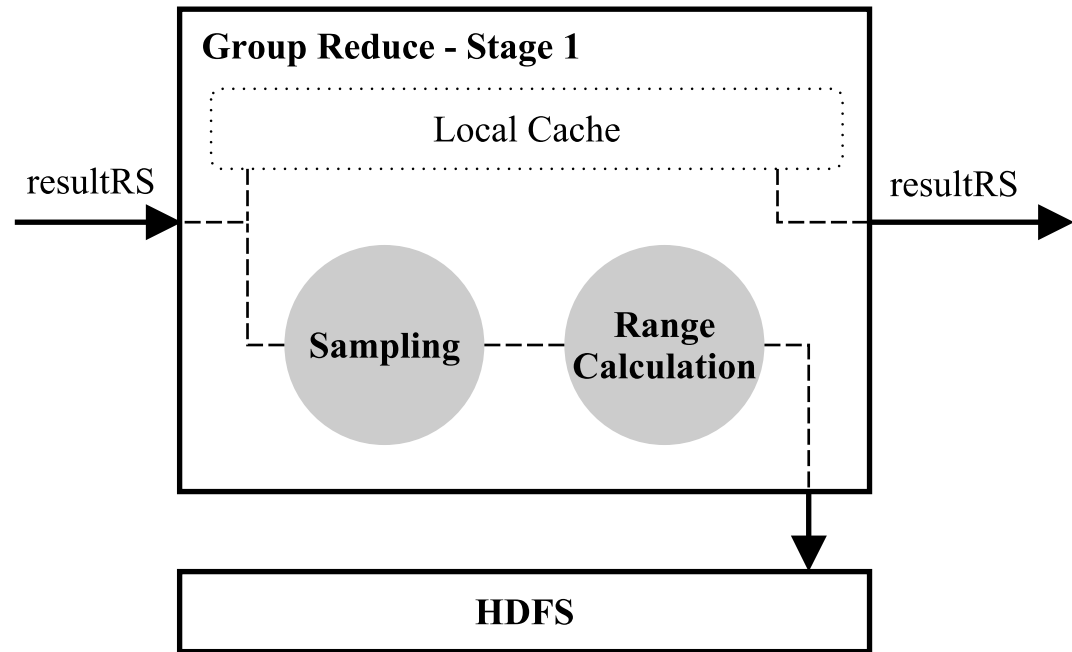 Group Reduce - Stage 1
Local Cache
resultRS
resultRS
Sampling
Range
Calculation
HDFS